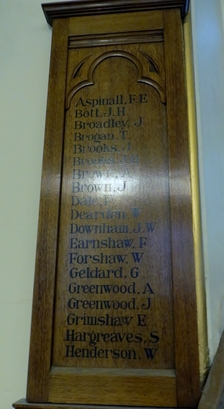 Aspinall, F. E
Bott, J. H
Broadley, J
Brogan, T.
Brooks, J
Brown, A
Brown, J
Dale,
Dearden, W
Downham, J. W
Earnshaw, F
Forshaw, W
Geldard, G
Greenwood, A
Greenwood, J
Grimshaw E
Hargreaves, S
Henderson, W